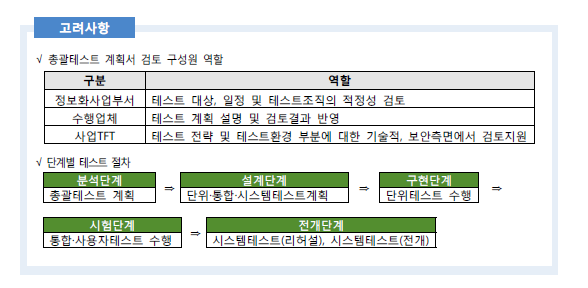 고려사항
√ 총괄테스트 계획서 검토 구성원 역할
구분 역할
정보화사업부서 테스트 대상, 일정 및 테스트조직의 적정성 검토
수행업체 테스트 계획 설명 및 검토결과 반영
사업TFT 테스트 전략 및 테스트환경 부분에 대한 기술적, 보안측면에서 검토지원
√ 단계별 테스트 절차
분석단계 설계단계 구현단계
총괄테스트 계획 ⇒ 단위·통합·시스템테스트계획 ⇒ 단위테스트 수행 ⇒
시험단계 전개단계
통합·사용자테스트 수행 ⇒ 시스템테스트(리허설), 시스템테스트(전개)